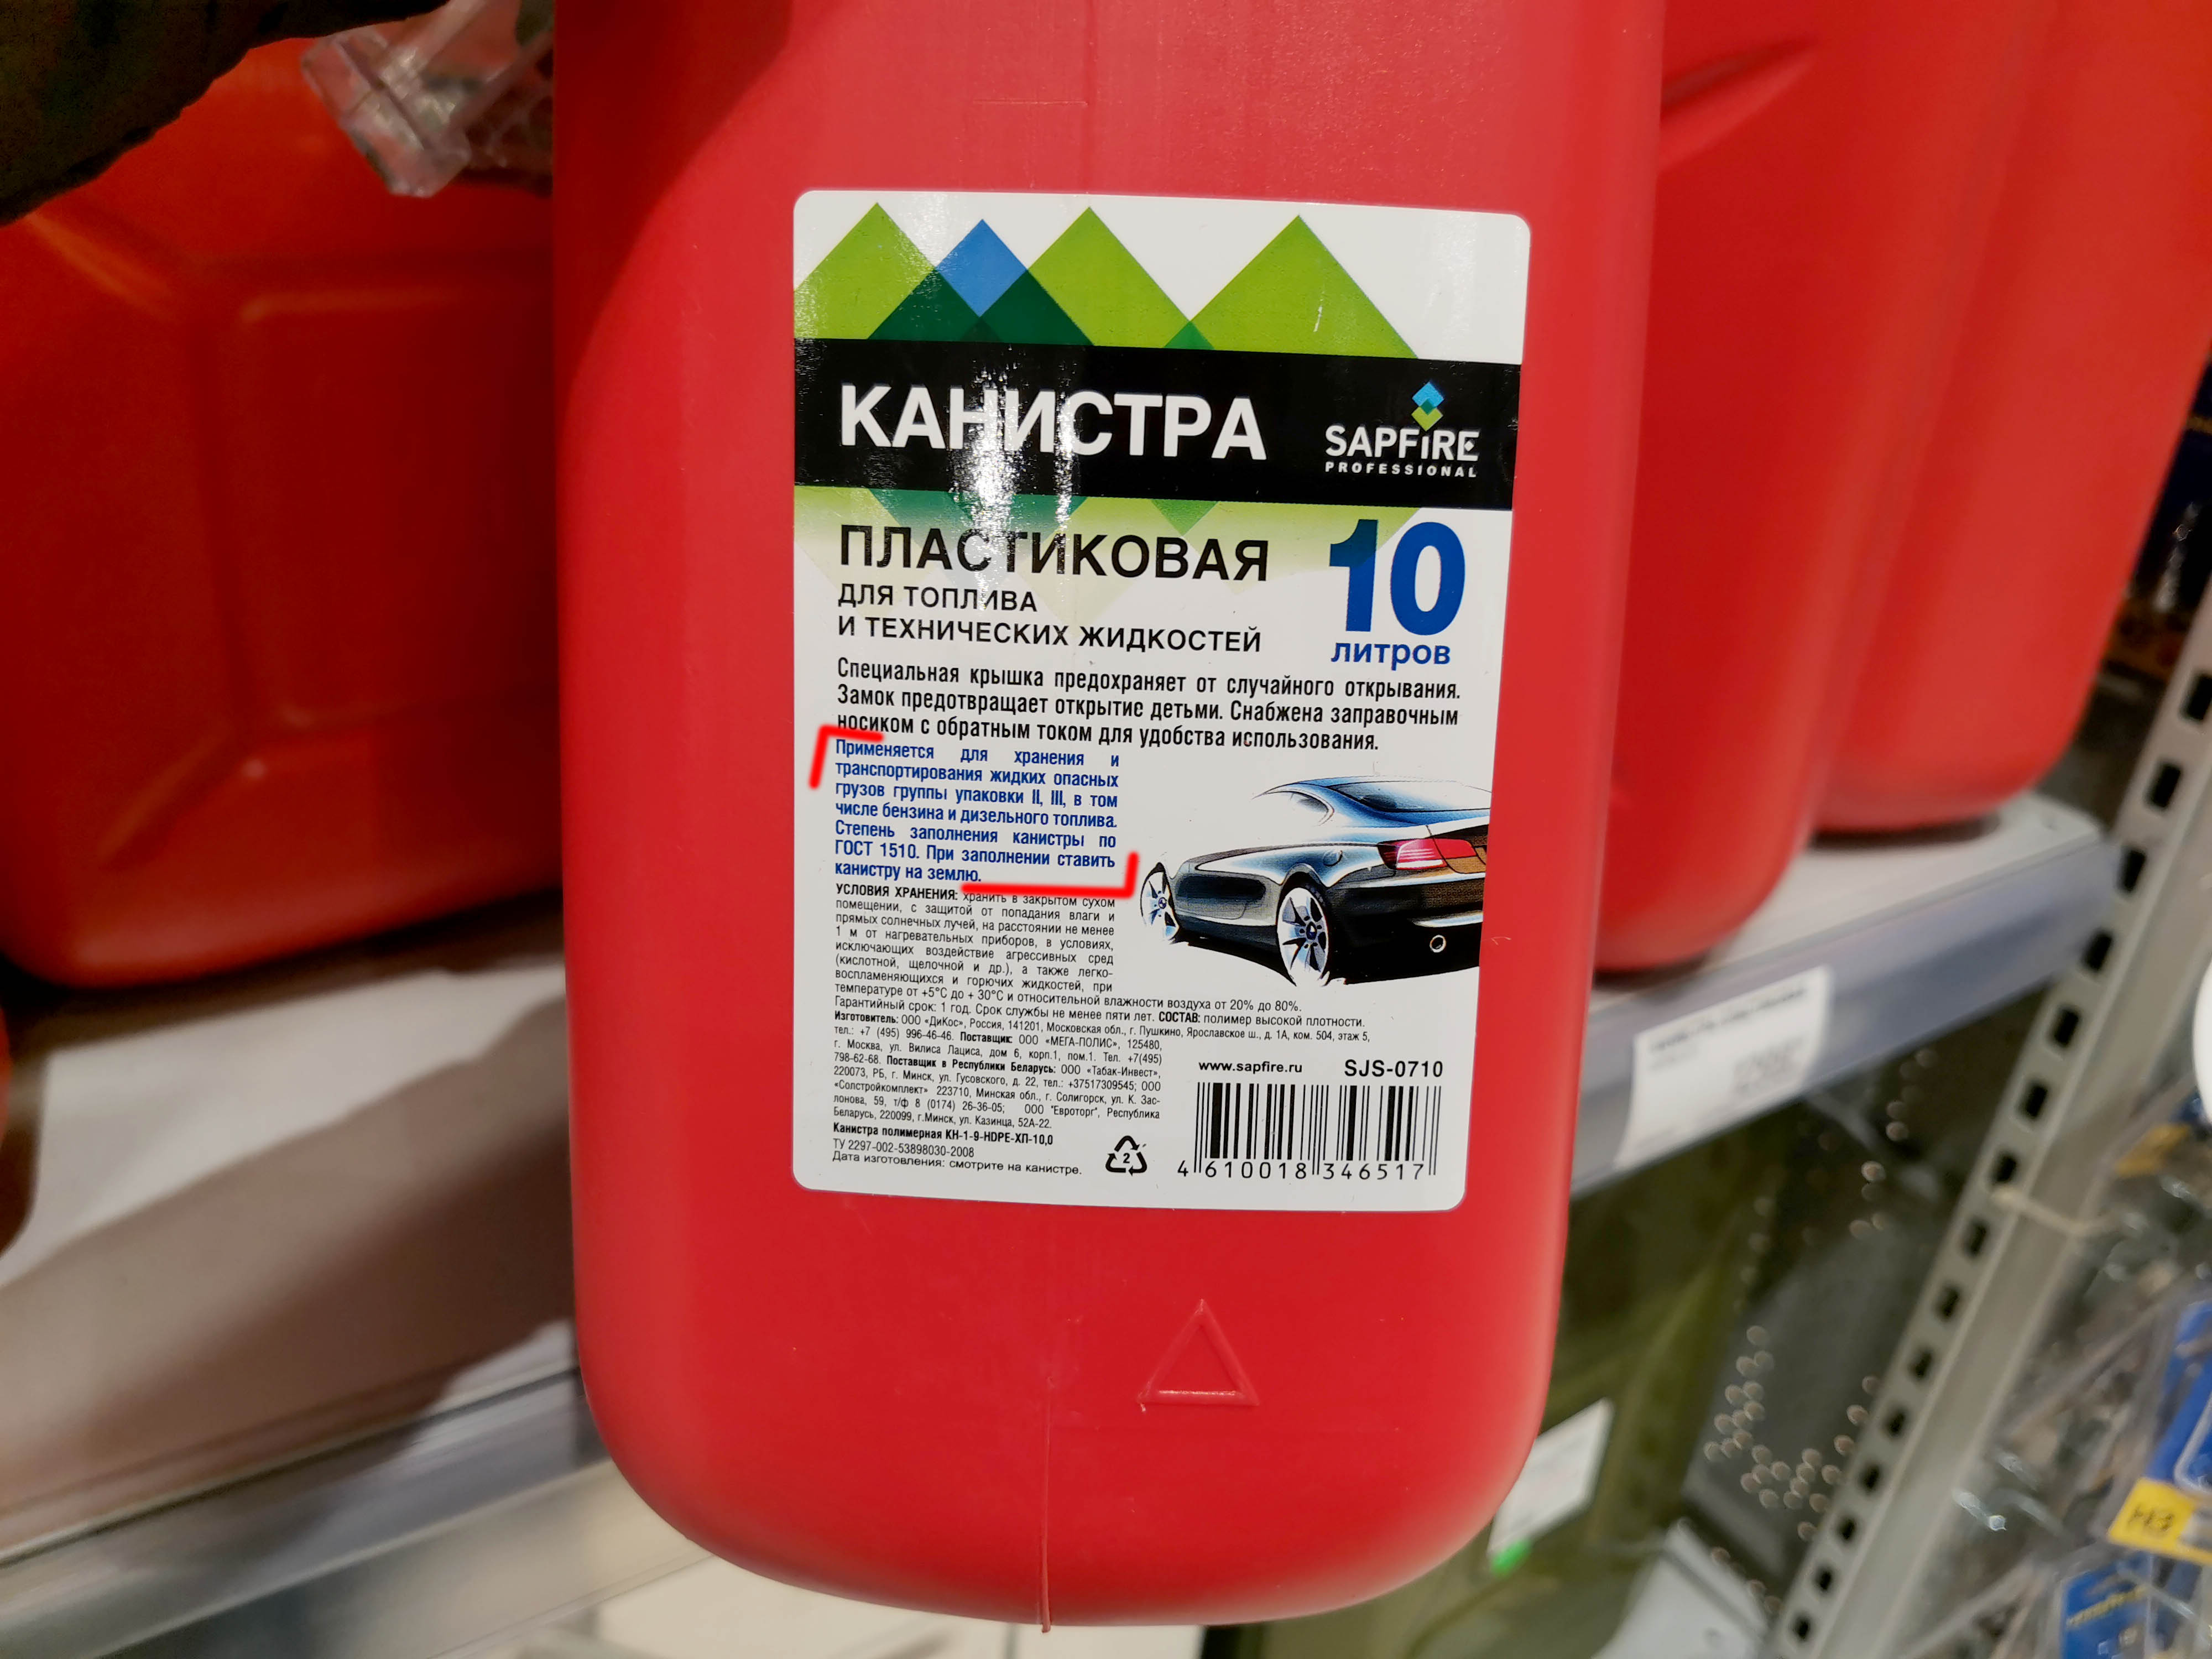 КАНИСТРА
SAPFIRE
PROFESSIONAL
ПЛАСТИКОВАЯ
ДЛЯ ТОПЛИВА
И ТЕХНИЧЕСКИХ ЖИДКОСТЕЙ
10
литров
Специальная крышка предохраняет от случайного открывания.
Замок предотвращает открытие детьми. Снабжена заправочным
носиком с обратным током для удобства использования.
Применяется для хранения и
транспортирования жидких опасных
грузов группы упаковки II, III, в том
числе бензина и дизельного топлива.
Степень заполнения канистры по
ГОСТ 1510. При заполнении ставить
канистру на землю.
УСЛОВИЯ ХРАНЕНИЯ: хранить в закрытом сухом
помещении, с защитой от попадания влаги и
прямых солнечных лучей, на расстоянии не менее
1 м от нагревательных приборов, в условиях,
исключающих воздействие агрессивных сред
(кислотной, щелочной и др.), а также легко-
воспламеняющихся и горючих жидкостей, при
температуре от +5°C до + 30°C и относительной влажности воздуха от 20% до 80%.
Гарантийный срок: 1 год. Срок службы не менее пяти лет. СОСТАВ: полимер высокой плотности.
Изготовитель: ООО «ДиКос», Россия, 141201, Московская обл., г. Пушкино, Ярославское ш., д. 1А, ком. 504, этаж 5,
тел.: +7 (495) 996-46-46. Поставщик: ООО «МЕГА-ПОЛИС», 125480,
г. Москва, ул. Вилиса Лациса, дом 6, корп.1, пом.1. Тел. +7(495)
798-62-68. Поставщик в Республики Беларусь: ООО «Табак-Инвест»,
220073, РБ, г. Минск, ул. Гусовского, д. 22, тел.: +37517309545; ООО
«Солстройкомплект» 223710, Минская обл., г. Солигорск, ул. К. Зас-
лонова, 59, т/ф 8 (0174) 26-36-05; ООО "Евроторг", Республика
Беларусь, 220099, г.Минск, ул. Казинца, 52А-22.
Канистра полимерная КН-1-9-HDPE-ХП-10,0
ТУ 2297-002-53898030-2008
Дата изготовления: смотрите на канистре.
2
www.sapfire.ru
SJS-0710
4 610018 346517